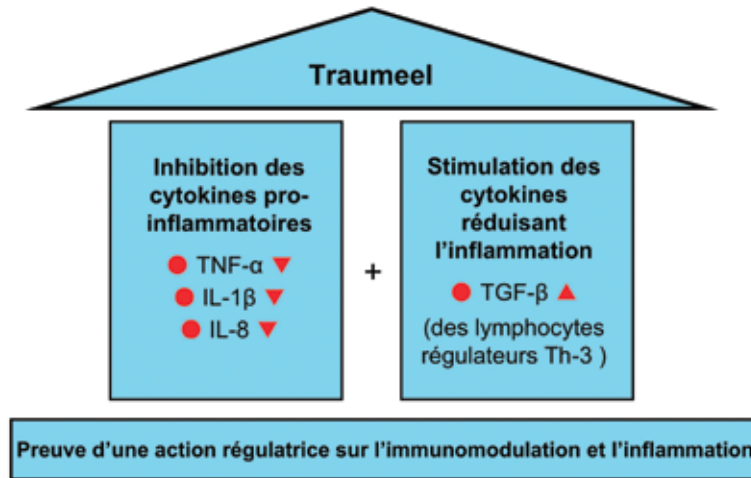 Traumeel
Inhibition des
cytokines pro-
inflammatoires
TNF-α
IL-1β
IL-8
+
Stimulation des
cytokines
réduisant
l'inflammation
TGF-β
(des lymphocytes
régulateurs Th-3 )
Preuve d'une action régulatrice sur l'immunomodulation et l'inflammation